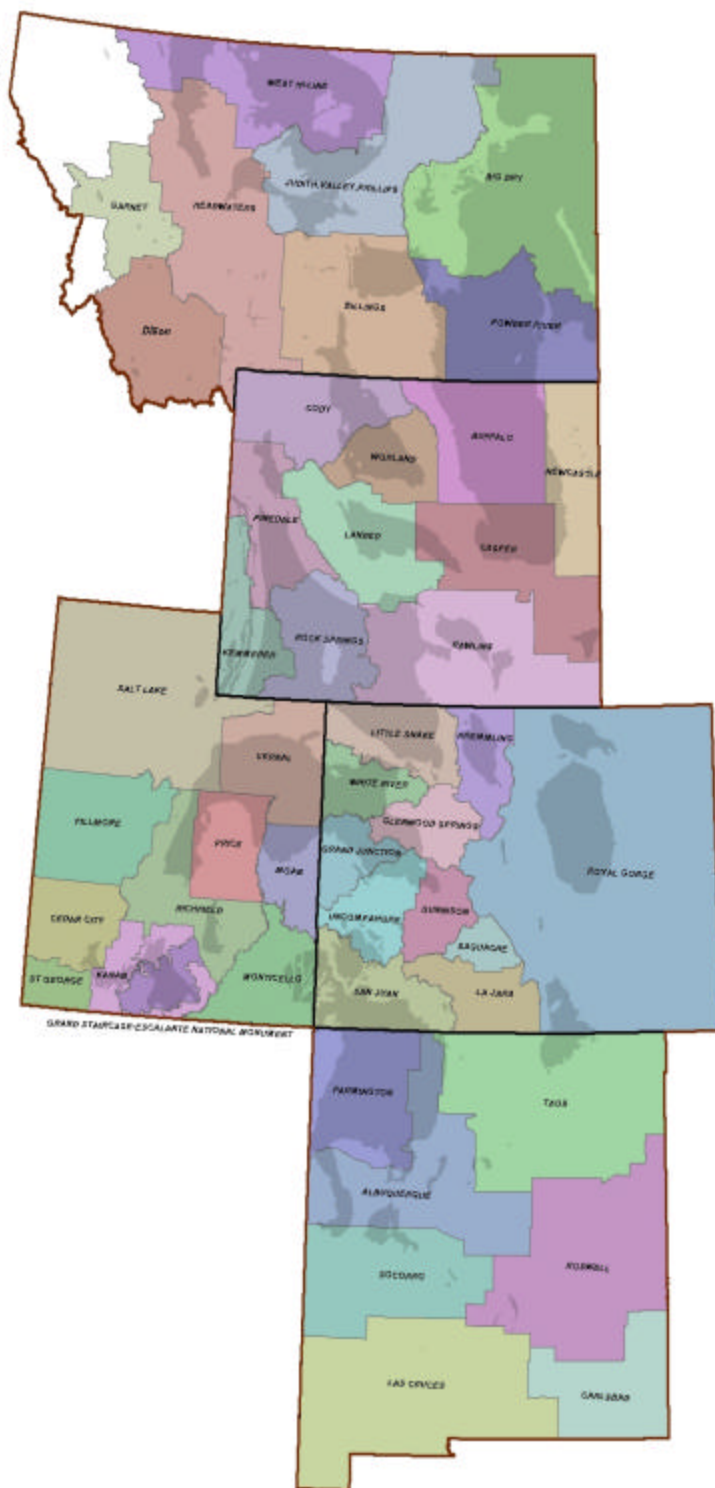 WEST HI-LINE
BIG DRY
JUDITH,VALLEY,PHILLIPS
GARNET
HEADWATERS
BILLINGS
POWDER RIVER
DILLON
CODY
BUFFALO
WORLAND
NEWCASTLE
PINEDALE
LANDER
CASPER
ROCK SPRINGS
KEMMERER
RAWLINS
SALT LAKE
LITTLE SNAKE
KREMMLING
VERNAL
WHITE RIVER
FILLMORE
GLENWOOD SPRINGS
PRICE
GRAND JUNCTION
MOAB
ROYAL GORGE
RICHFIELD
GUNNISON
CEDAR CITY
UNCOMPAHGRE
SAGUACHE
KANAB
ST GEORGE
MONTICELLO
SAN JUAN
LA JARA
GRAND STAIRCASE-ESCALANTE NATIONAL MONUMENT
FARMINGTON
TAOS
ALBUQUERQUE
ROSWELL
SOCORRO
LAS CRUCES
CARLSBAD